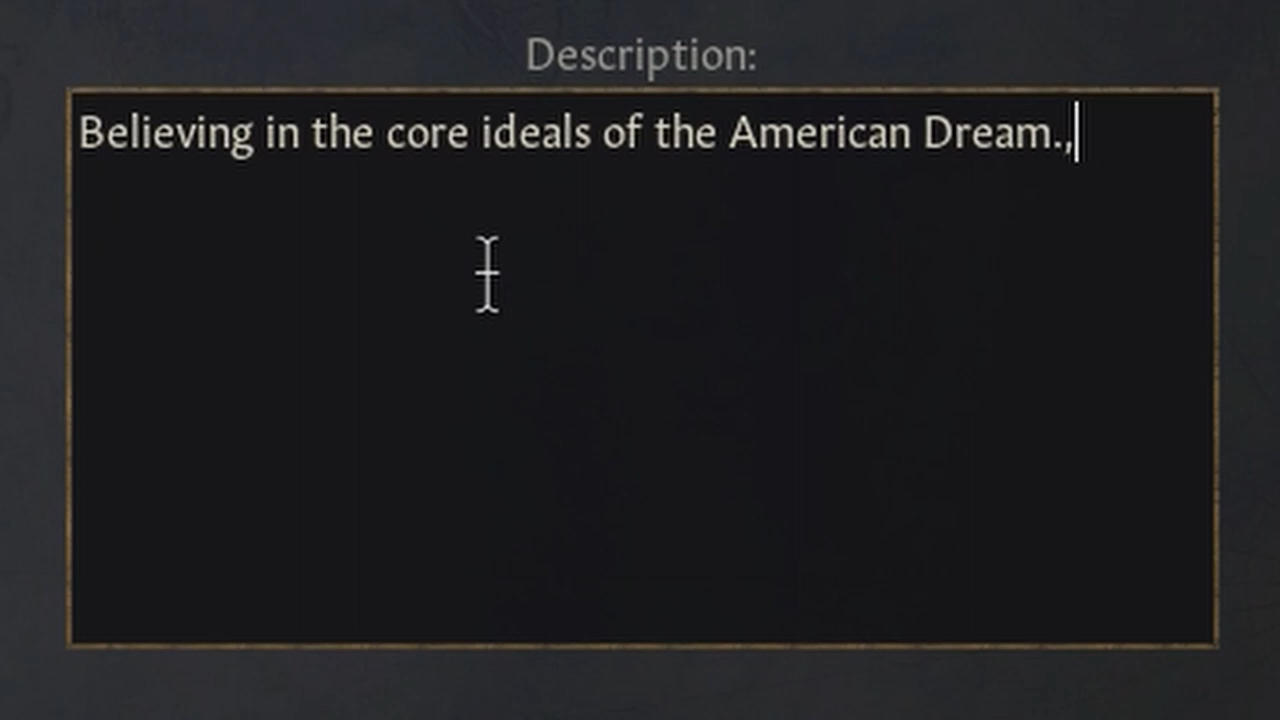 Description:
Believing in the core ideals of the American Dream.,